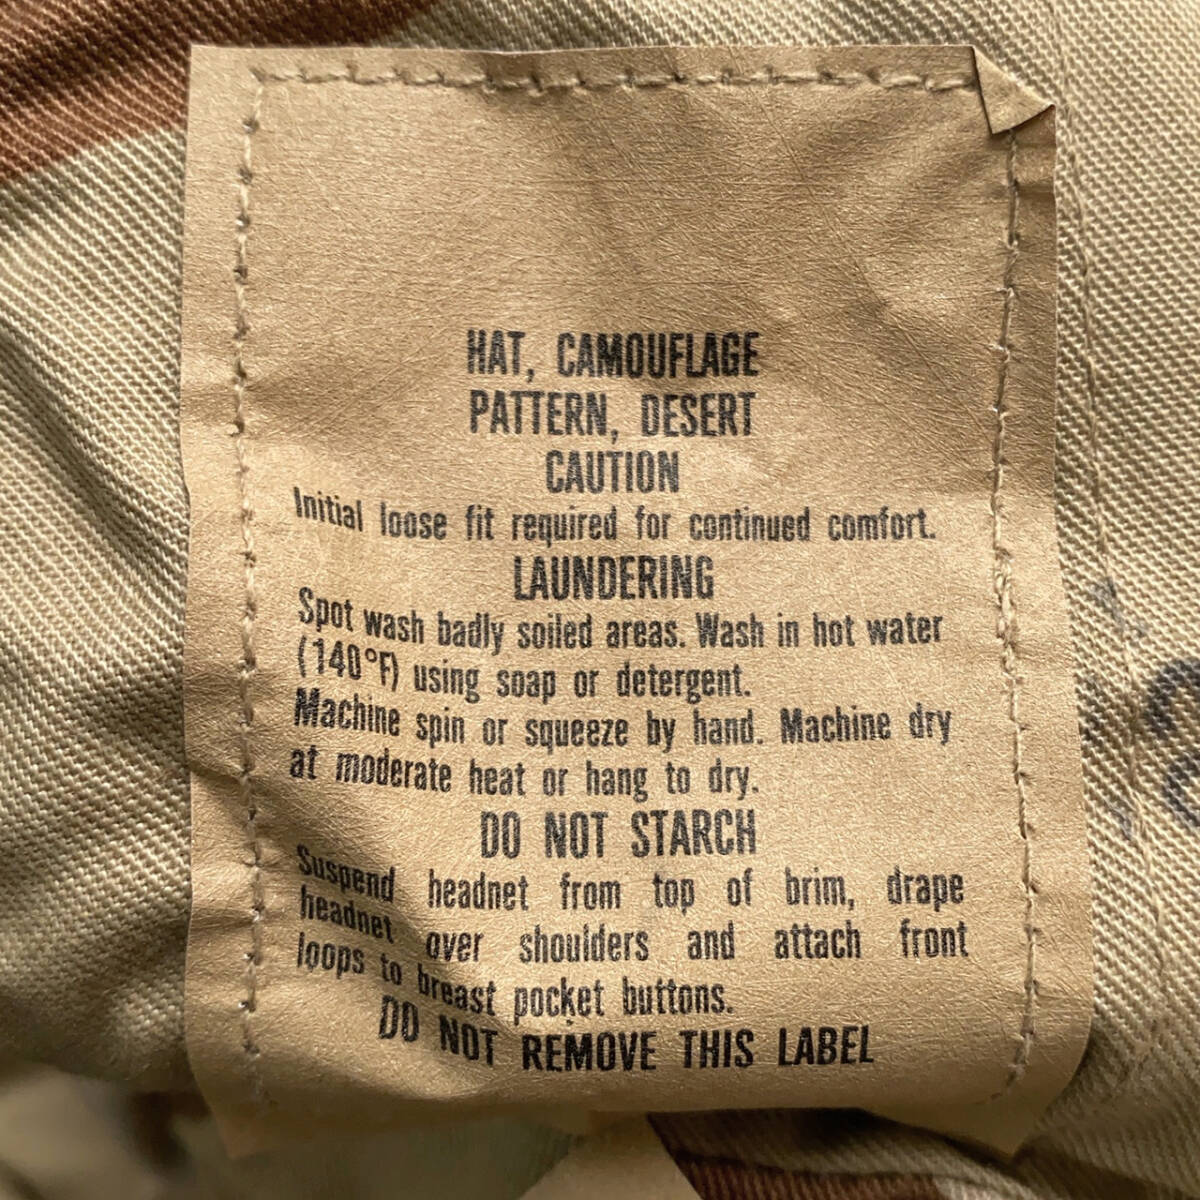 HAT, CAMOUFLAGE
PATTERN, DESERT
CAUTION
Initial loose fit required for continued comfort.
LAUNDERING
Spot wash badly soiled areas. Wash in hot water
(140°F) using soap or detergent.
Machine spin or squeeze by hand. Machine dry
at moderate heat or hang to dry.
DO NOT STARCH
Suspend headnet from top of brim, drape
headnet over shoulders and attach front
loops to breast pocket buttons.
DO NOT REMOVE THIS LABEL